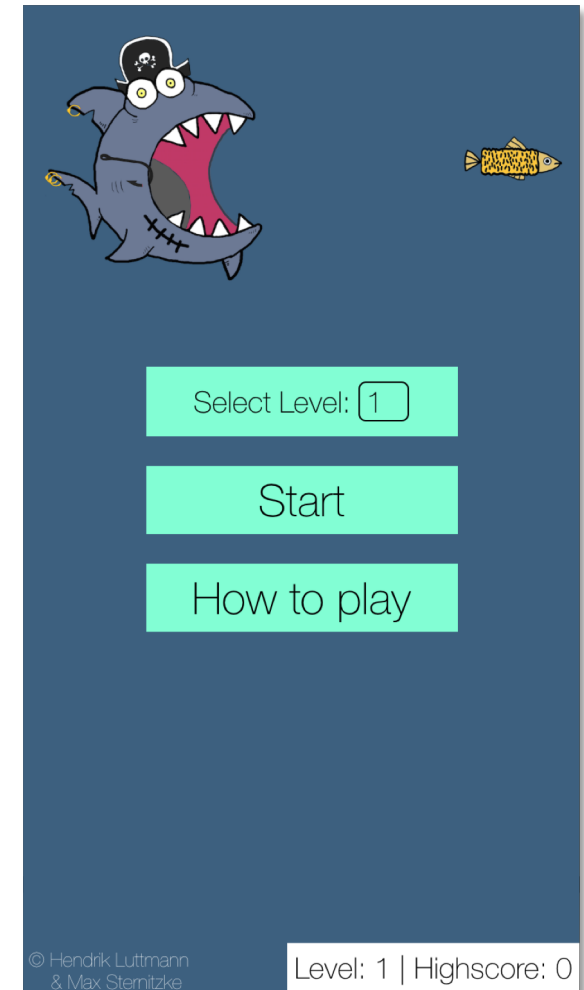 Select Level: 1
Start
How to play
© Hendrik Luttmann
& Max Sternitzke
Level: 1 | Highscore: 0